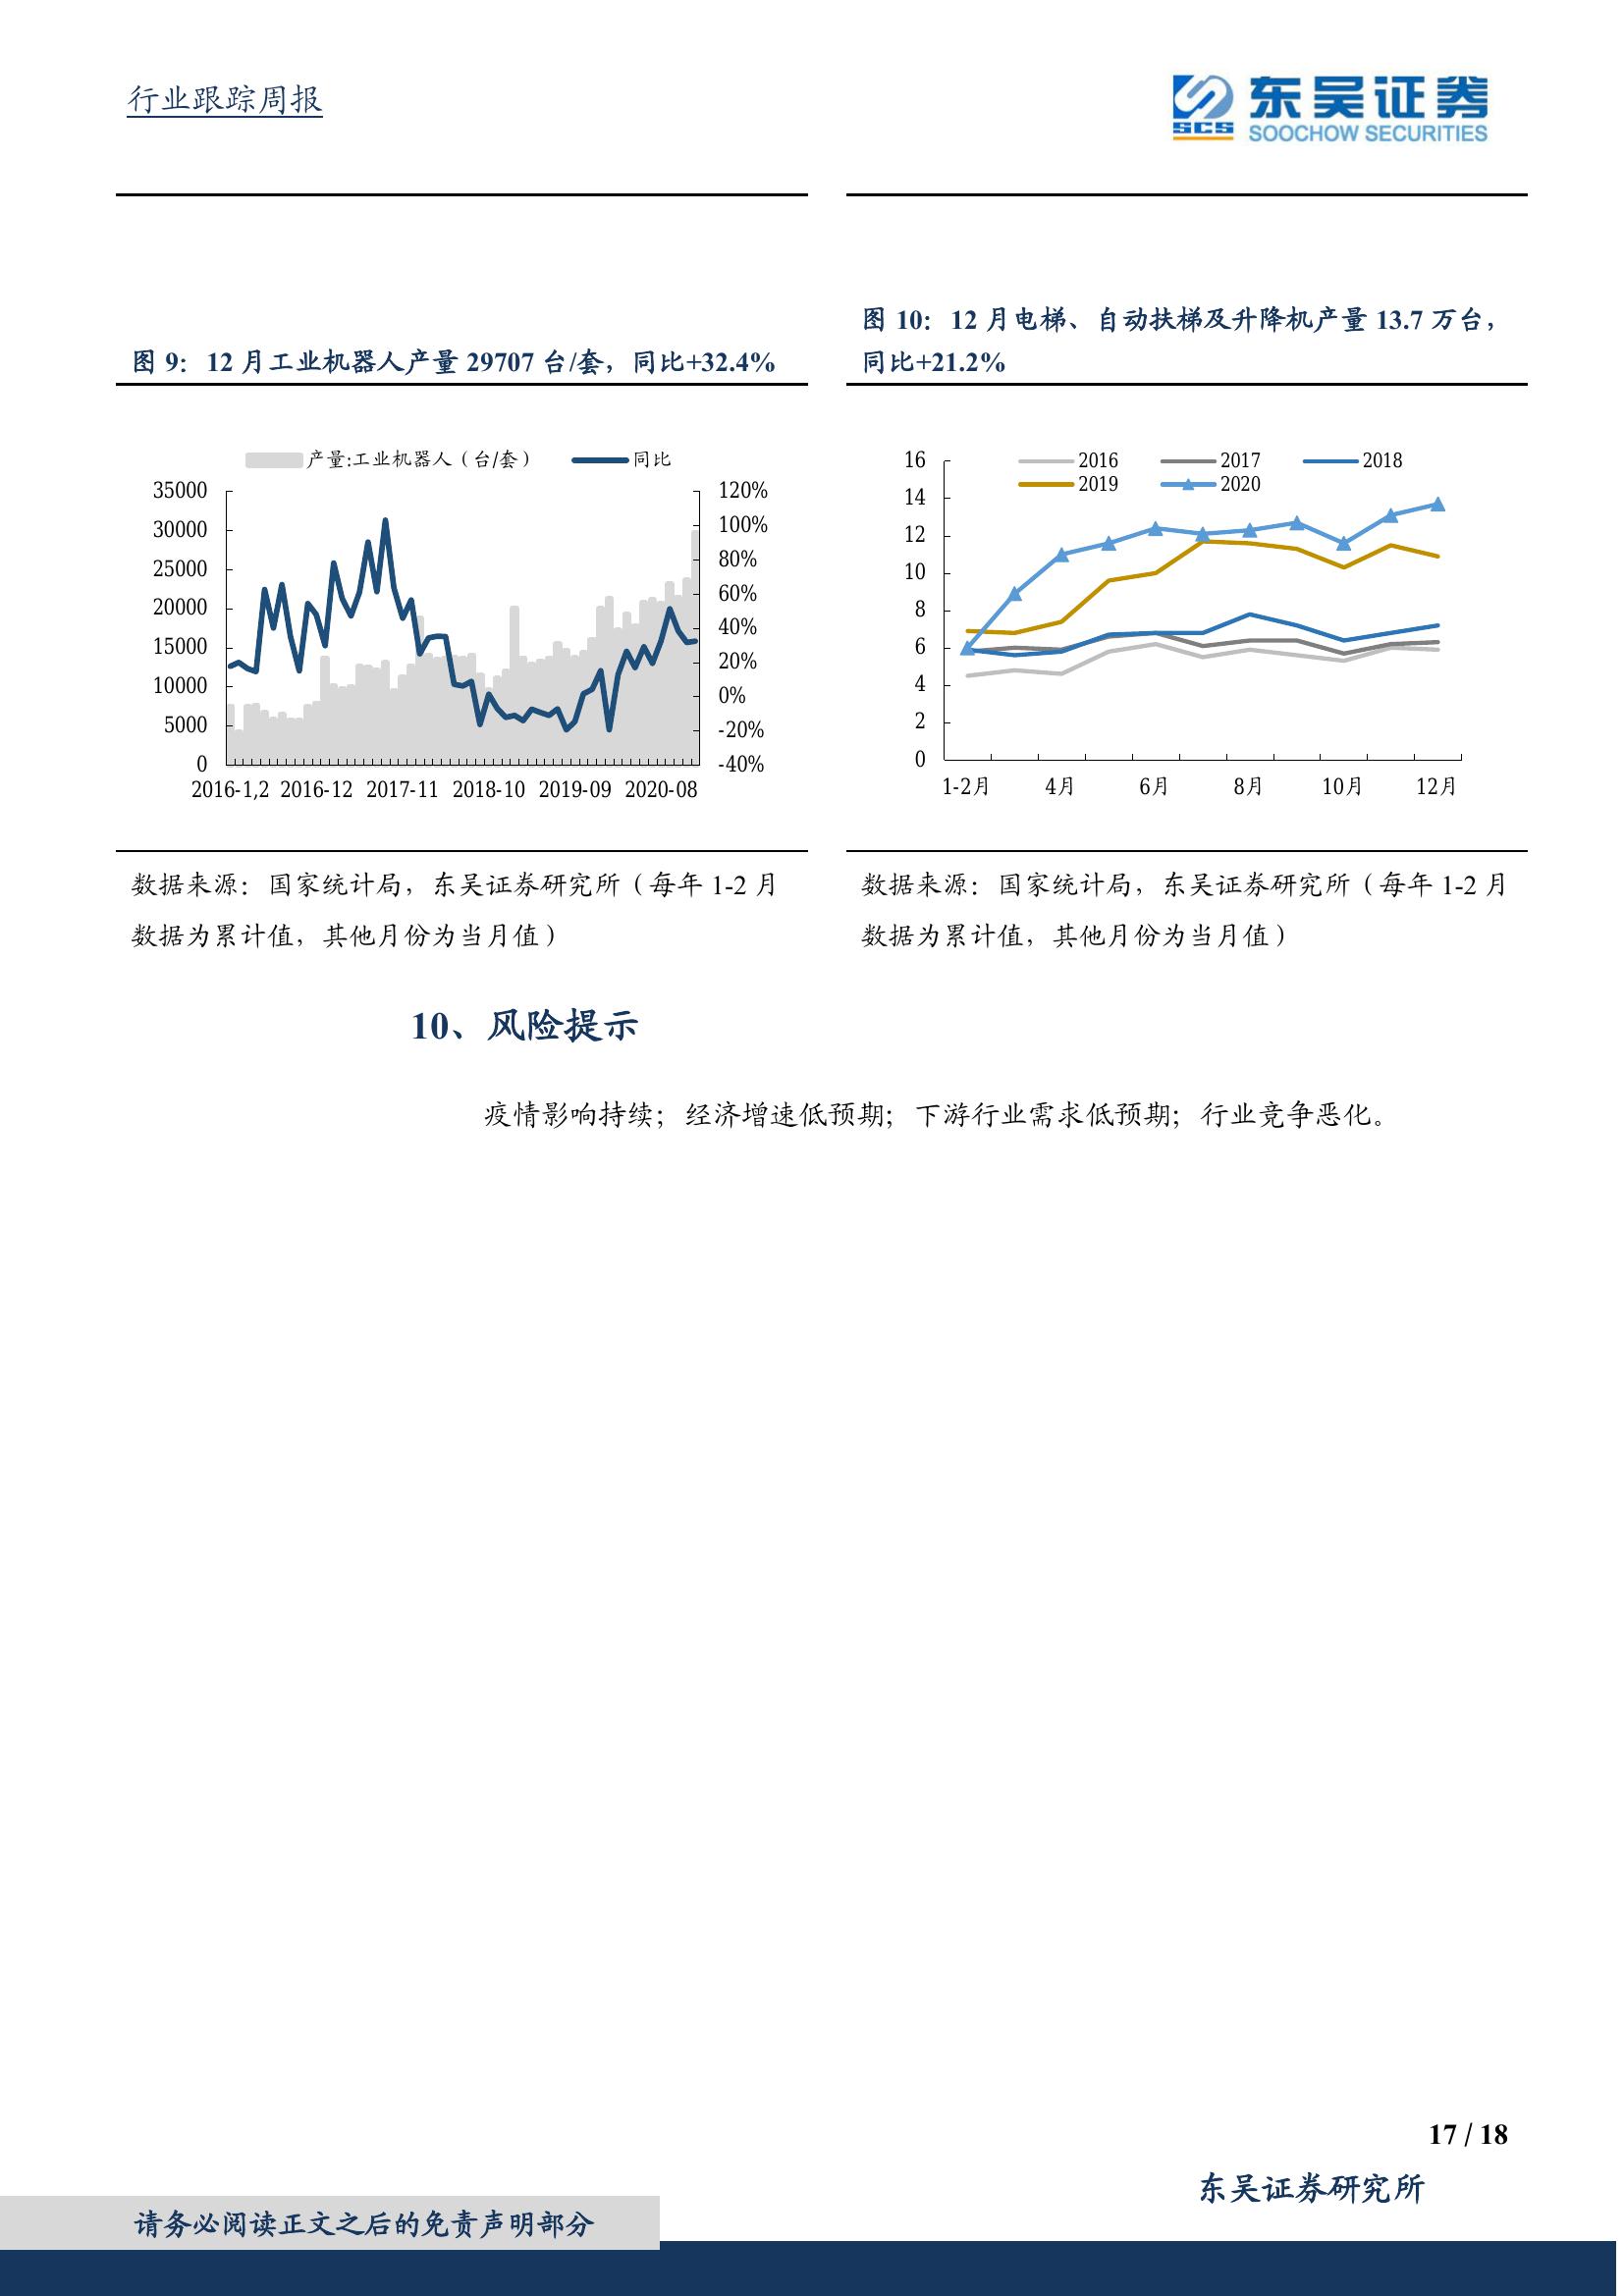 行业跟踪周报
SCS
东吴证券
SOOCHOW SECURITIES
图 9：12 月工业机器人产量 29707 台/套，同比+32.4%
产量:工业机器人（台/套） 同比
35000
30000
25000
20000
15000
10000
5000
0
120%
100%
80%
60%
40%
20%
0%
-20%
-40%
2016-1,2 2016-12 2017-11 2018-10 2019-09 2020-08
数据来源：国家统计局，东吴证券研究所（每年 1-2 月
数据为累计值，其他月份为当月值）
图 10：12 月电梯、自动扶梯及升降机产量 13.7 万台，
同比+21.2%
2016 2017 2018
2019 2020
16
14
12
10
8
6
4
2
0
1-2月 4月 6月 8月 10月 12月
数据来源：国家统计局，东吴证券研究所（每年 1-2 月
数据为累计值，其他月份为当月值）
10、风险提示
疫情影响持续；经济增速低预期；下游行业需求低预期；行业竞争恶化。
17 / 18
东吴证券研究所
请务必阅读正文之后的免责声明部分